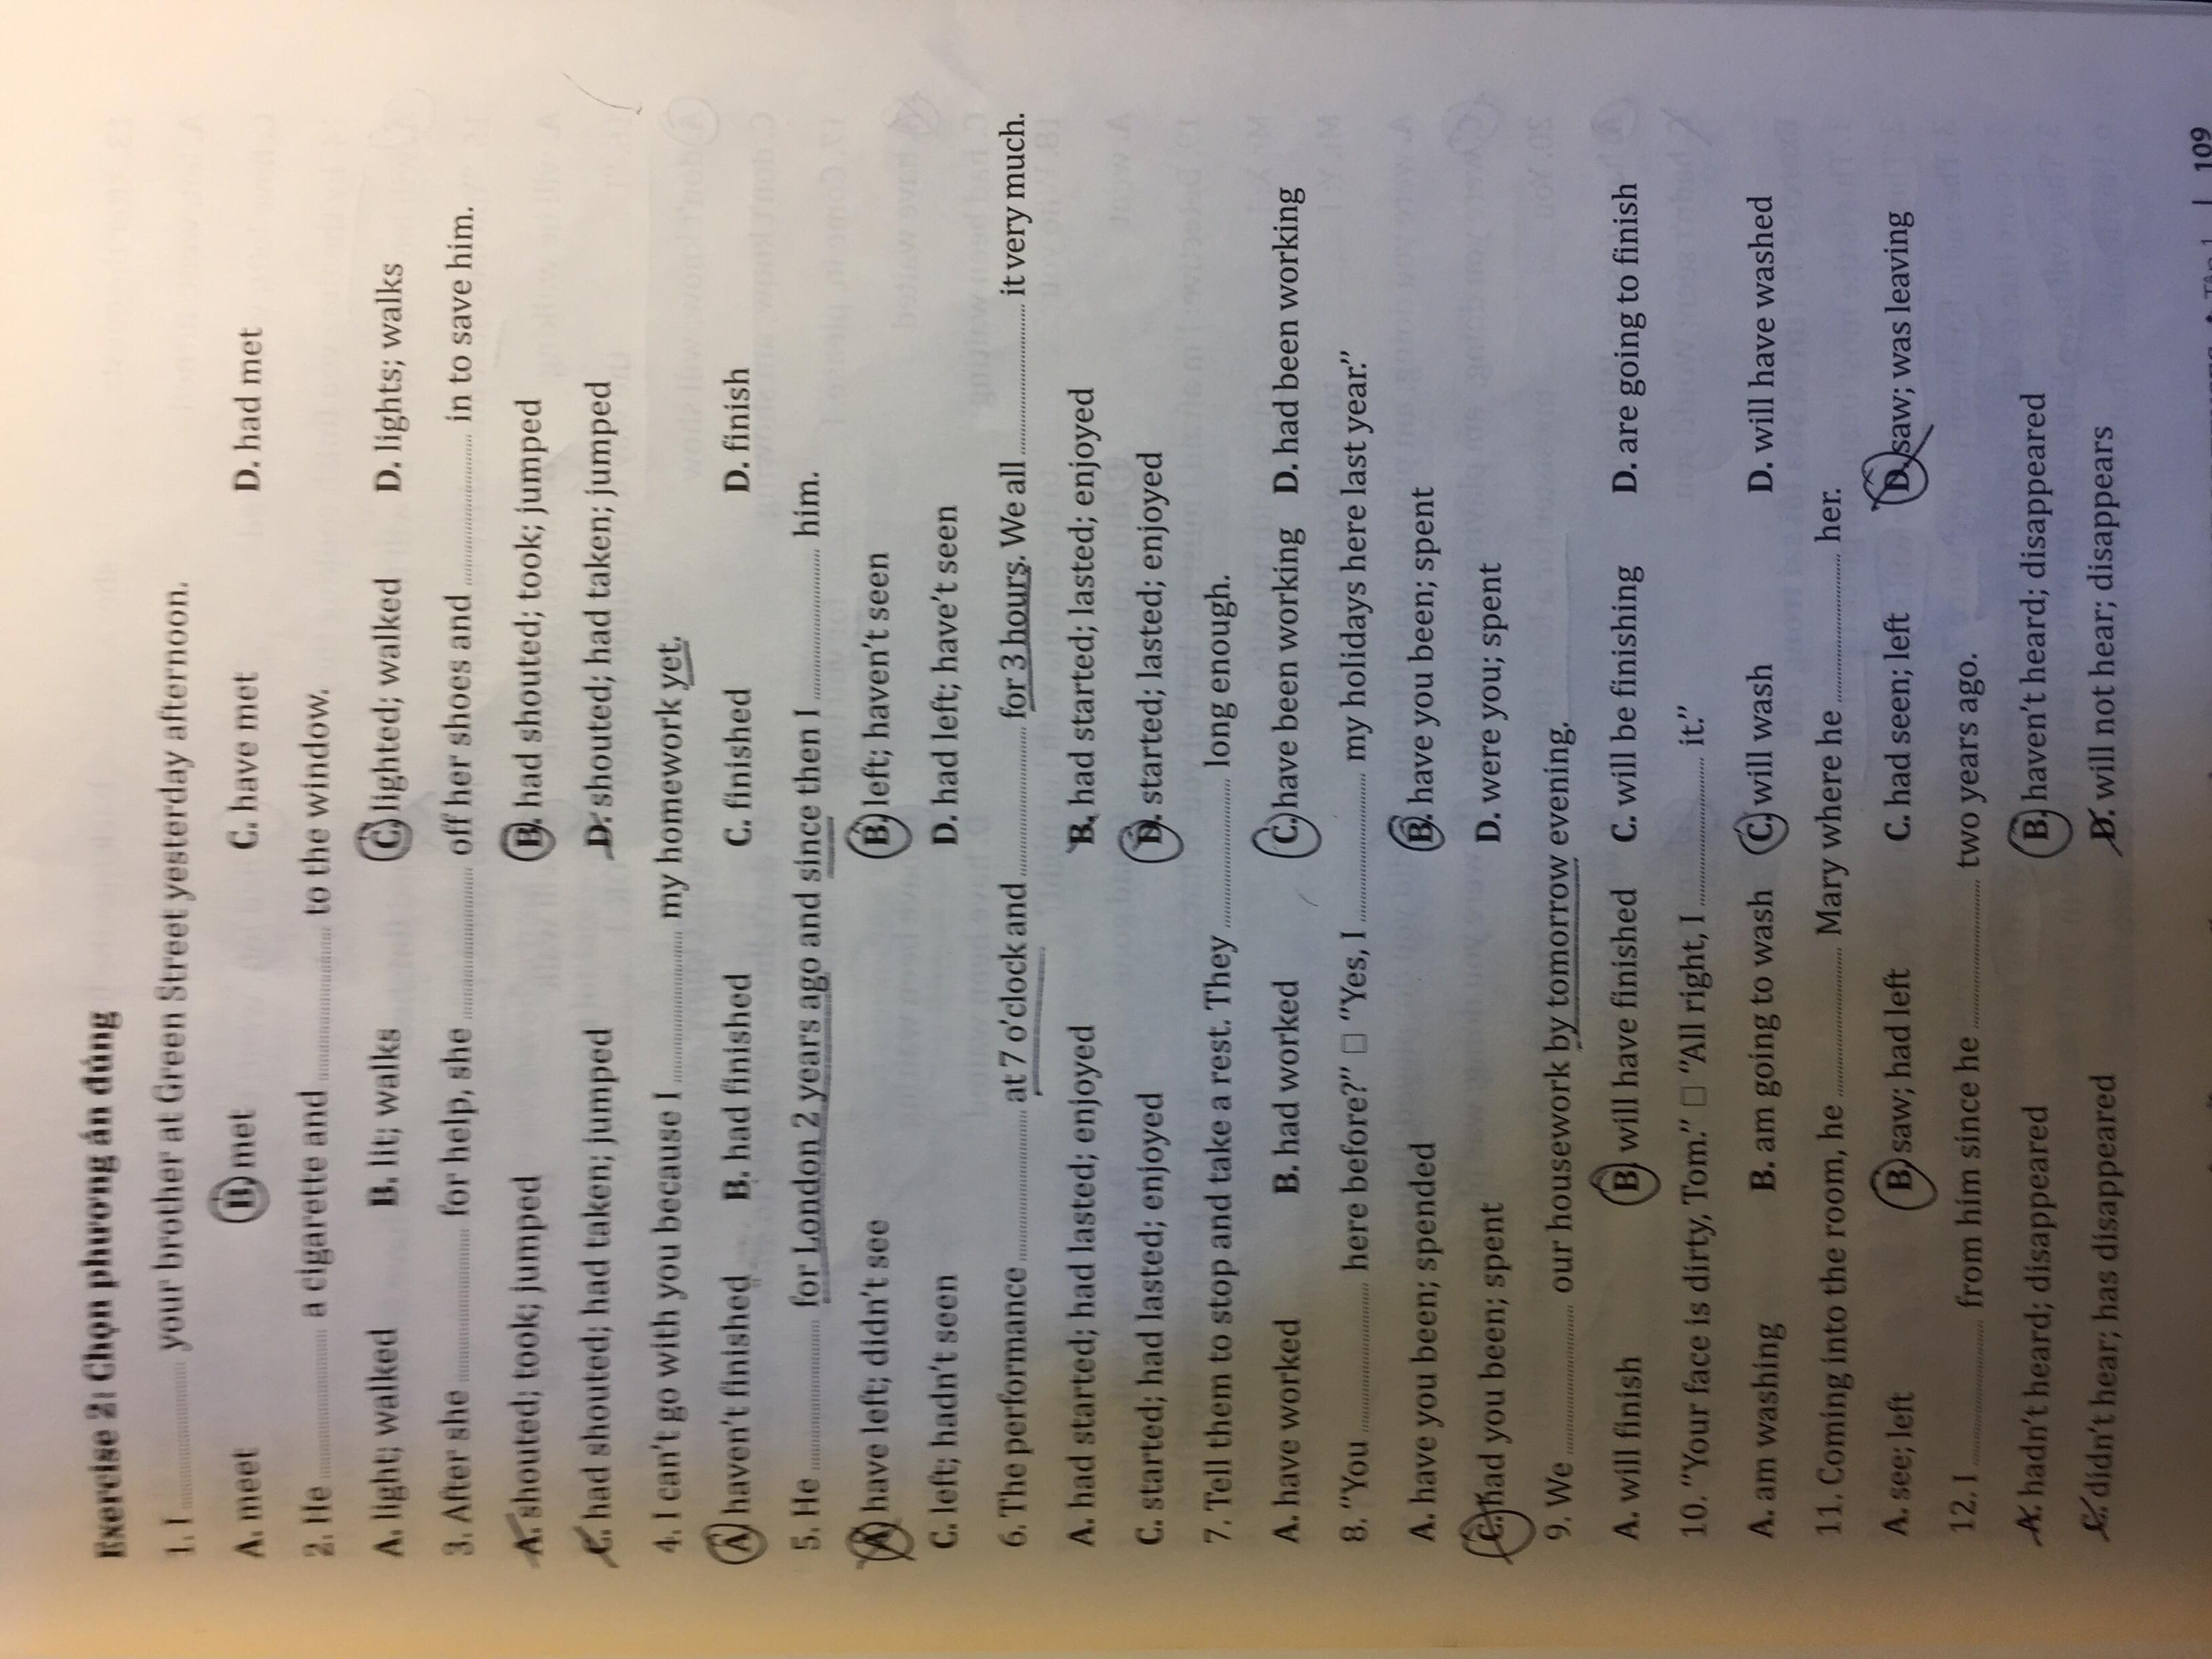 Exercise 2: Chọn phương án đúng
1. I ........ your brother at Green Street yesterday afternoon.
A. meet B. met C. have met D. had met
2. He ........ a cigarette and ........ to the window.
A. light; walked B. lit; walks C. lighted; walked D. lights; walks
3. After she ........ for help, she ........ off her shoes and ........ in to save him.
A. shouted; took; jumped B. had shouted; took; jumped
C. had shouted; had taken; jumped D. shouted; had taken; jumped
4. I can't go with you because I ........ my homework yet.
A. haven't finished B. had finished C. finished D. finish
5. He ........ for London 2 years ago and since then I ........ him.
A. have left; didn't see B. left; haven't seen
C. left; hadn't seen D. had left; have't seen
6. The performance ........ at 7 o'clock and ........ for 3 hours. We all ........ it very much.
A. had started; had lasted; enjoyed B. had started; lasted; enjoyed
C. started; had lasted; enjoyed D. started; lasted; enjoyed
7. Tell them to stop and take a rest. They ........ long enough.
A. have worked B. had worked C. have been working D. had been working
8. "You ........ here before?" □ "Yes, I ........ my holidays here last year."
A. have you been; spended B. have you been; spent
C. had you been; spent D. were you; spent
9. We ........ our housework by tomorrow evening.
A. will finish B. will have finished C. will be finishing D. are going to finish
10. "Your face is dirty, Tom." □ "All right, I ........ it."
A. am washing B. am going to wash C. will wash D. will have washed
11. Coming into the room, he ........ Mary where he ........ her.
A. see; left B. saw; had left C. had seen; left D. saw; was leaving
12. I ........ from him since he ........ two years ago.
A. hadn't heard; disappeared B. haven't heard; disappeared
C. didn't hear; has disappeared D. will not hear; disappears
| 109